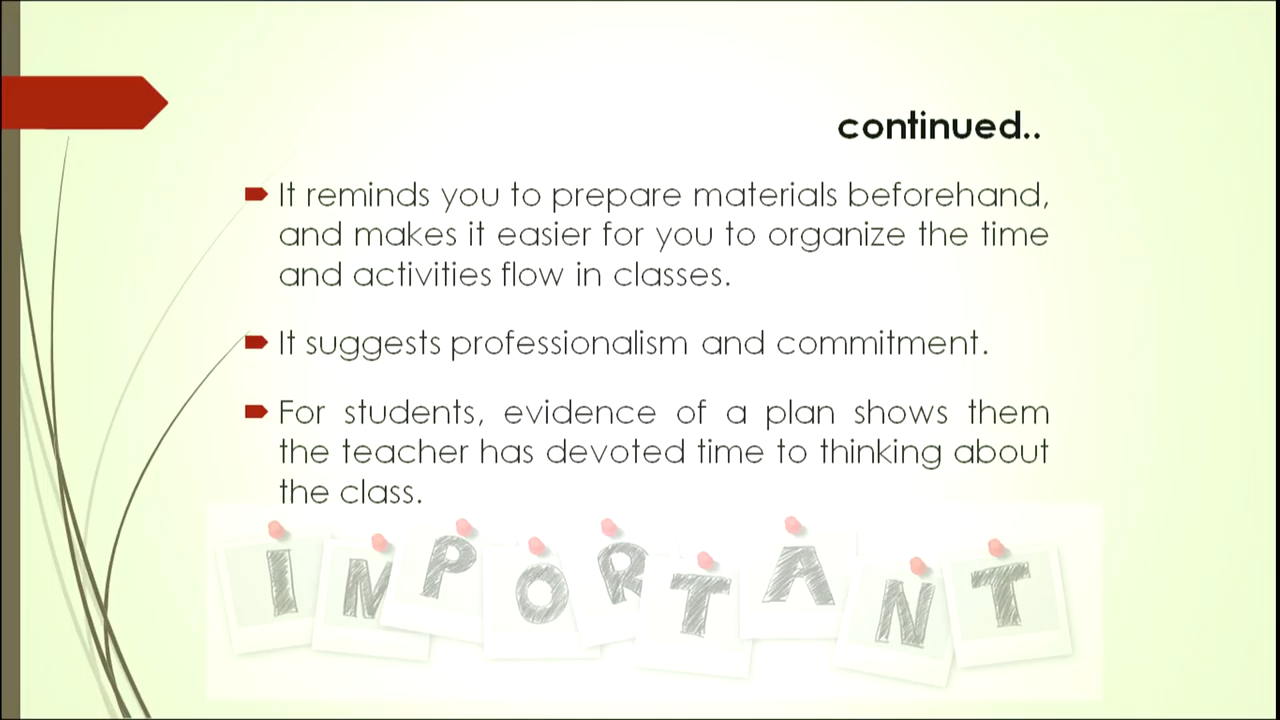 continued..
It reminds you to prepare materials beforehand,
and makes it easier for you to organize the time
and activities flow in classes.
It suggests professionalism and commitment.
For students, evidence of a plan shows them
the teacher has devoted time to thinking about
the class.
IMPORTANT